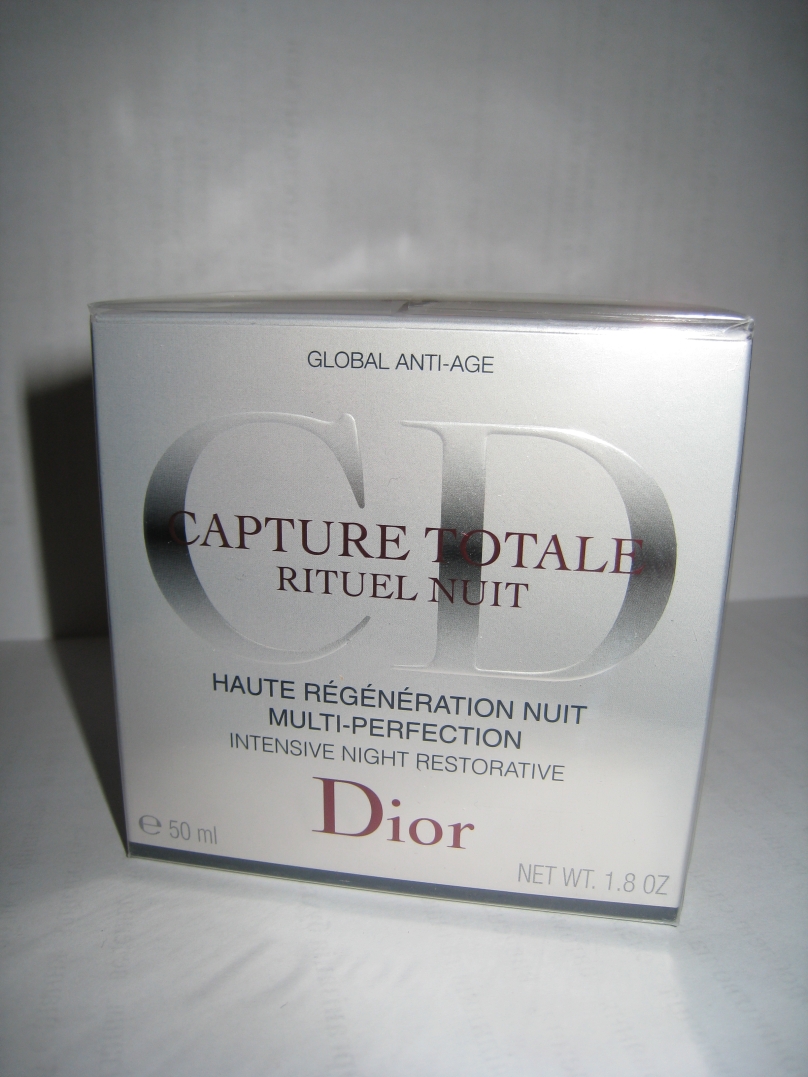 GLOBAL ANTI-AGE
CD
CAPTURE TOTALE
RITUEL NUIT
HAUTE RÉGÉNÉRATION NUIT
MULTI-PERFECTION
INTENSIVE NIGHT RESTORATIVE
Dior
℮ 50 ml
NET WT. 1.8 OZ